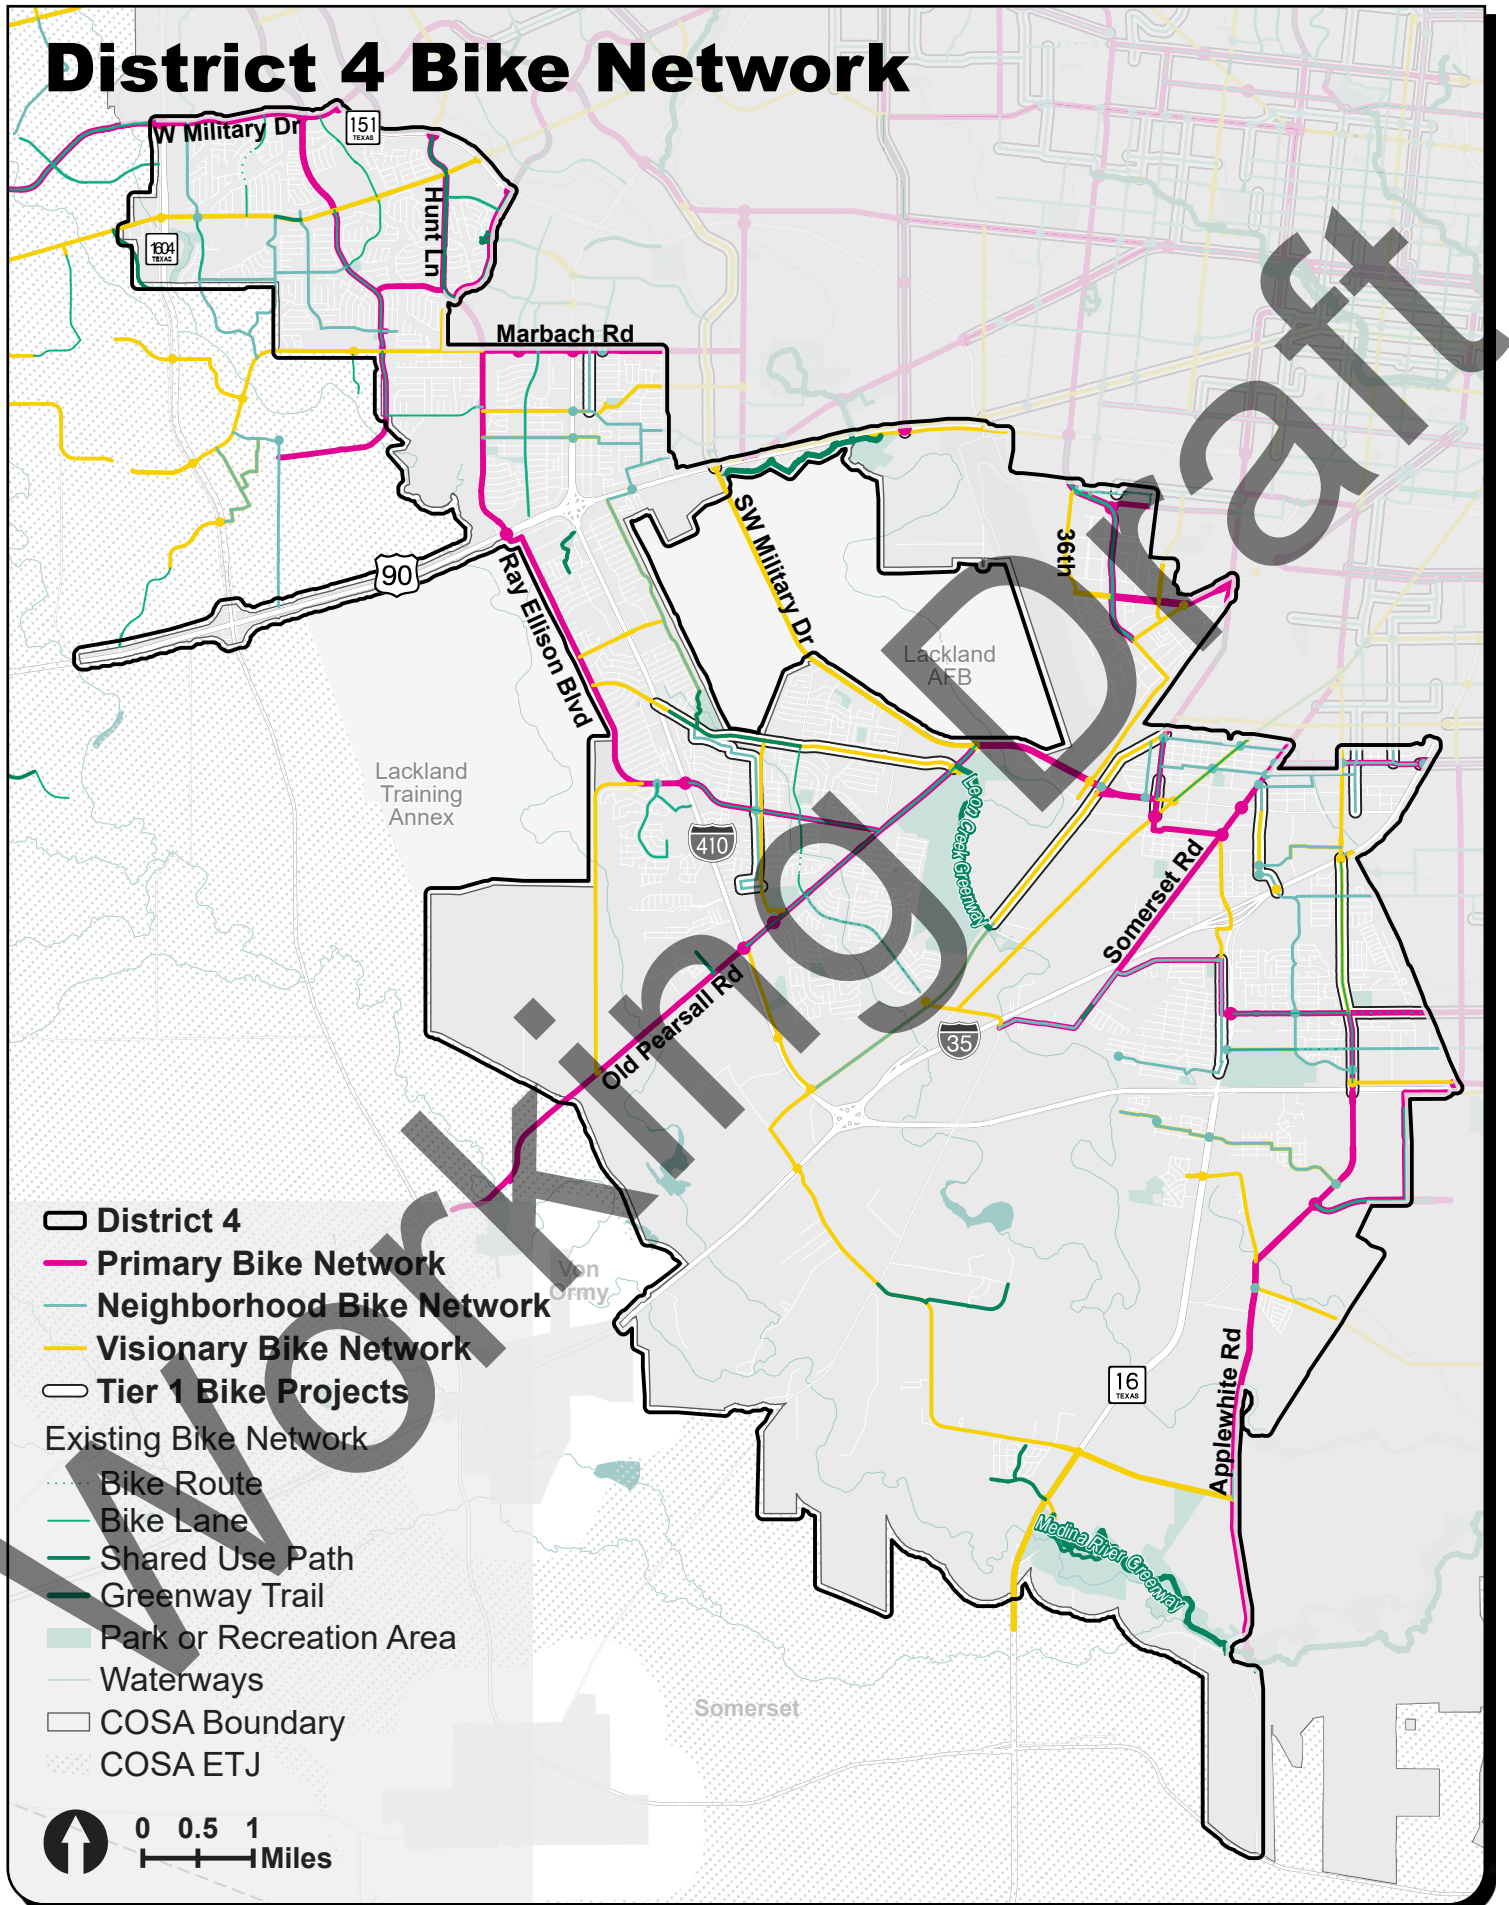 District 4 Bike Network
W Military Dr
151
TEXAS
Hunt Ln
1604
TEXAS
Marbach Rd
90
Ray Ellison Blvd
SW Military Dr
36th
Lackland
AFB
Lackland
Training
Annex
410
Leon Creek Greenway
Somerset Rd
Old Pearsall Rd
35
Von
Ormy
16
TEXAS
Applewhite Rd
Medina River Greenway
Somerset
District 4
Primary Bike Network
Neighborhood Bike Network
Visionary Bike Network
Tier 1 Bike Projects
Existing Bike Network
Bike Route
Bike Lane
Shared Use Path
Greenway Trail
Park or Recreation Area
Waterways
COSA Boundary
COSA ETJ
0 0.5 1
Miles
Working Draft